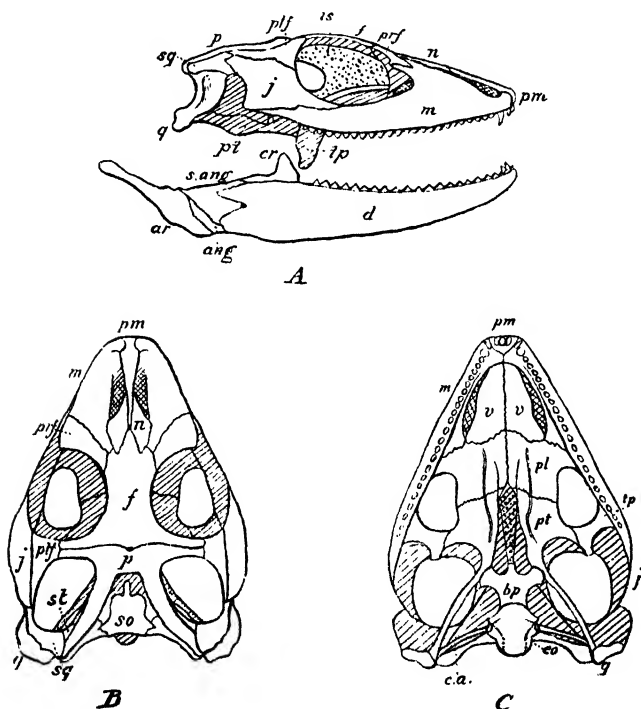 is
p plf f prf n
sq
j
m pm
q
pt cr tp
s.ang
d
ar
ang
A
pm pm
m m
v v
prf n
pl
f
pt tp
j plf p
j
st bp
so
co
q sq q
c.a.
B C